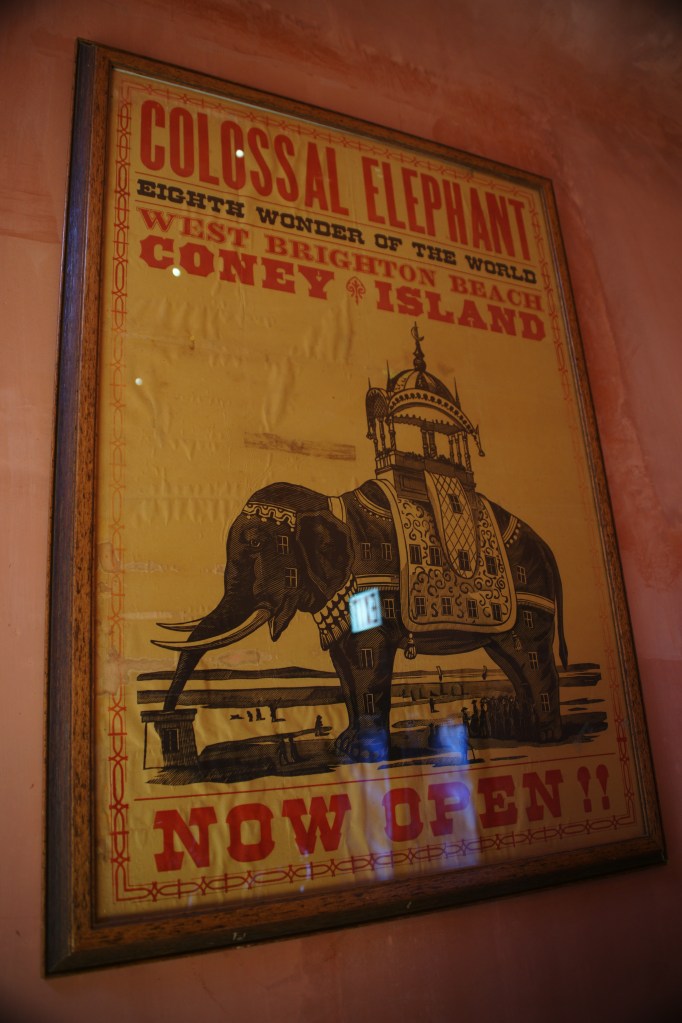 COLOSSAL ELEPHANT
EIGHTH WONDER OF THE WORLD
WEST BRIGHTON BEACH
CONEY ISLAND
NOW OPEN!!